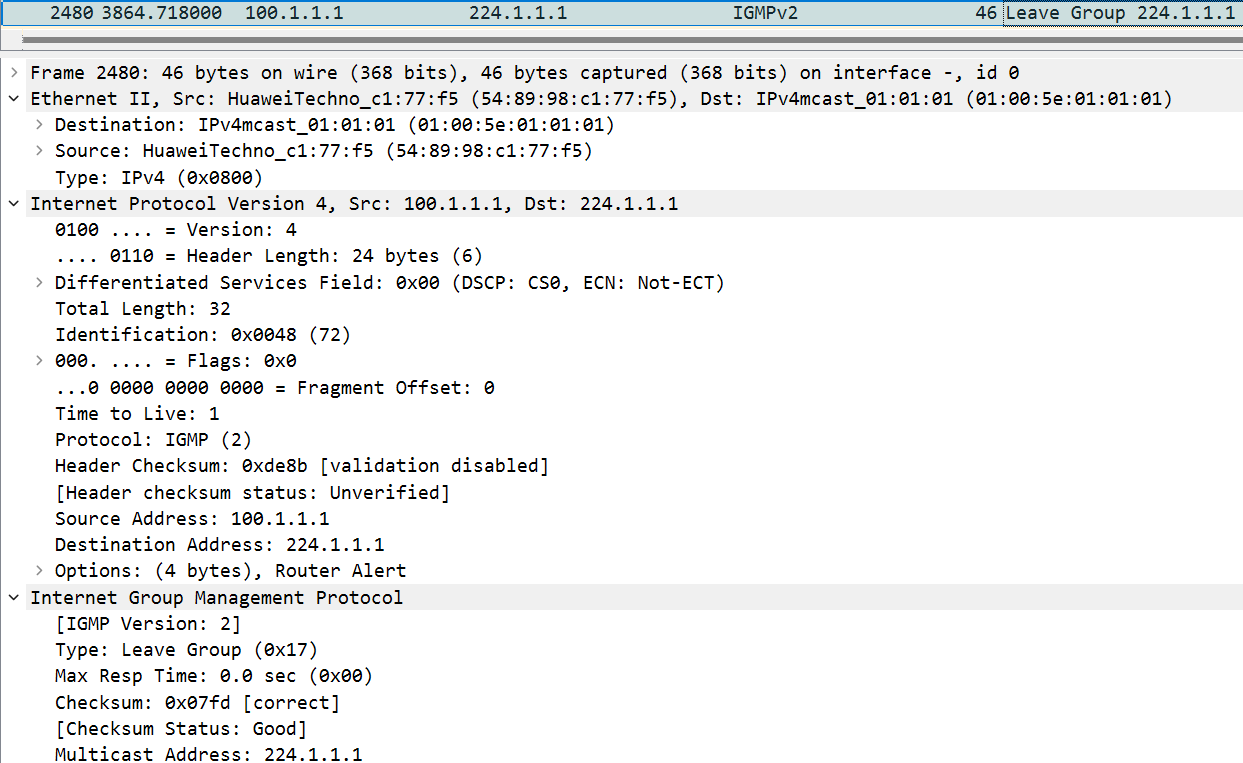 2480 3864.718000 100.1.1.1 224.1.1.1 IGMPv2 46 Leave Group 224.1.1.1
Frame 2480: 46 bytes on wire (368 bits), 46 bytes captured (368 bits) on interface -, id 0
Ethernet II, Src: HuaweiTechno_c1:77:f5 (54:89:98:c1:77:f5), Dst: IPv4mcast_01:01:01 (01:00:5e:01:01:01)
Destination: IPv4mcast_01:01:01 (01:00:5e:01:01:01)
Source: HuaweiTechno_c1:77:f5 (54:89:98:c1:77:f5)
Type: IPv4 (0x0800)
Internet Protocol Version 4, Src: 100.1.1.1, Dst: 224.1.1.1
0100 .... = Version: 4
.... 0110 = Header Length: 24 bytes (6)
Differentiated Services Field: 0x00 (DSCP: CS0, ECN: Not-ECT)
Total Length: 32
Identification: 0x0048 (72)
000. .... = Flags: 0x0
...0 0000 0000 0000 = Fragment Offset: 0
Time to Live: 1
Protocol: IGMP (2)
Header Checksum: 0xde8b [validation disabled]
[Header checksum status: Unverified]
Source Address: 100.1.1.1
Destination Address: 224.1.1.1
Options: (4 bytes), Router Alert
Internet Group Management Protocol
[IGMP Version: 2]
Type: Leave Group (0x17)
Max Resp Time: 0.0 sec (0x00)
Checksum: 0x07fd [correct]
[Checksum Status: Good]
Multicast Address: 224.1.1.1